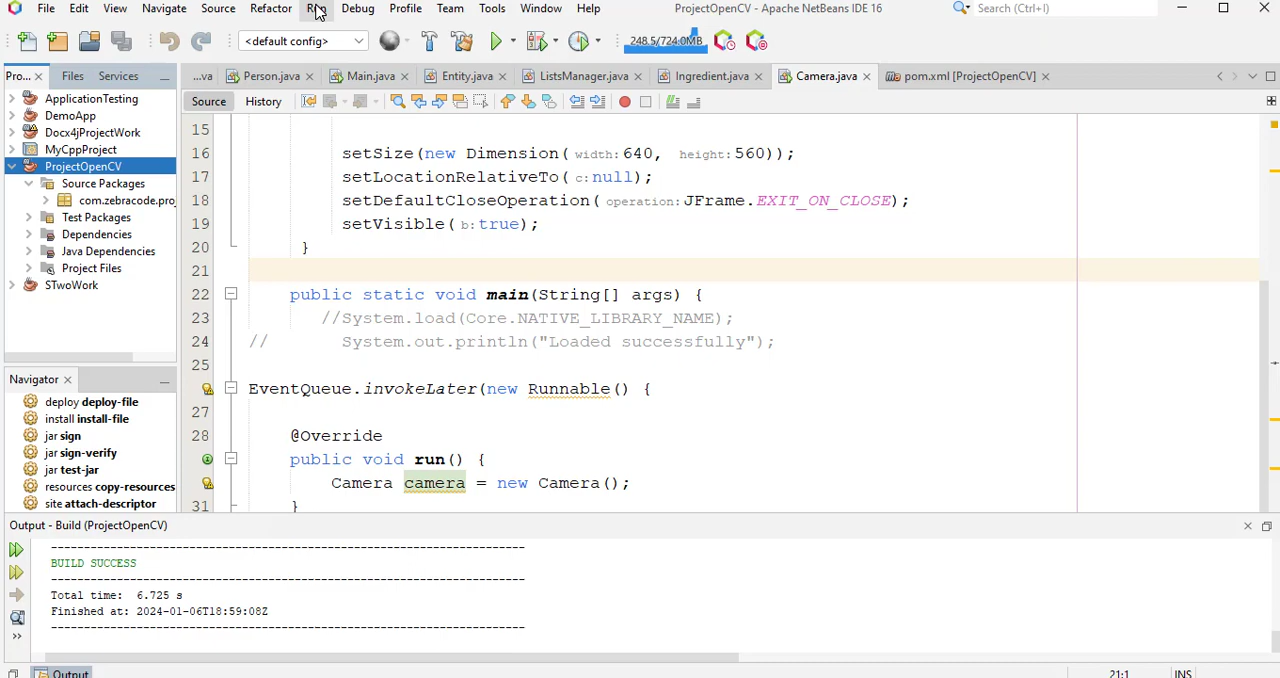 File Edit View Navigate Source Refactor Debug Profile Team Tools Window Help ProjectOpenCV - Apache NetBeans IDE 16 Search (Ctrl+I)
<default config> 248.5/724.0MB
Pro... Files Services ...va Person.java Main.java Entity.java ListsManager.java Ingredient.java Camera.java pom.xml [ProjectOpenCV]
ApplicationTesting
DemoApp
Docx4jProjectWork
MyCppProject
ProjectOpenCV
Source Packages
com.zebracode.proj
Test Packages
Dependencies
Java Dependencies
Project Files
STwoWork
Navigator
deploy deploy-file
install install-file
jar sign
jar sign-verify
jar test-jar
resources copy-resources
site attach-descriptor
Source History
15
16 setSize(new Dimension( width: 640, height: 560));
17 setLocationRelativeTo( c: null);
18 setDefaultCloseOperation( operation: JFrame.EXIT_ON_CLOSE);
19 setVisible( b: true);
20 }
21
22 public static void main(String[] args) {
23 //System.load(Core.NATIVE_LIBRARY_NAME);
24 // System.out.println("Loaded successfully");
25
EventQueue.invokeLater(new Runnable() {
27
28 @Override
public void run() {
Camera camera = new Camera();
31 }
Output - Build (ProjectOpenCV)
------------------------------------------------------------------------
BUILD SUCCESS
------------------------------------------------------------------------
Total time:  6.725 s
Finished at: 2024-01-06T18:59:08Z
------------------------------------------------------------------------
Output 21:1 INS